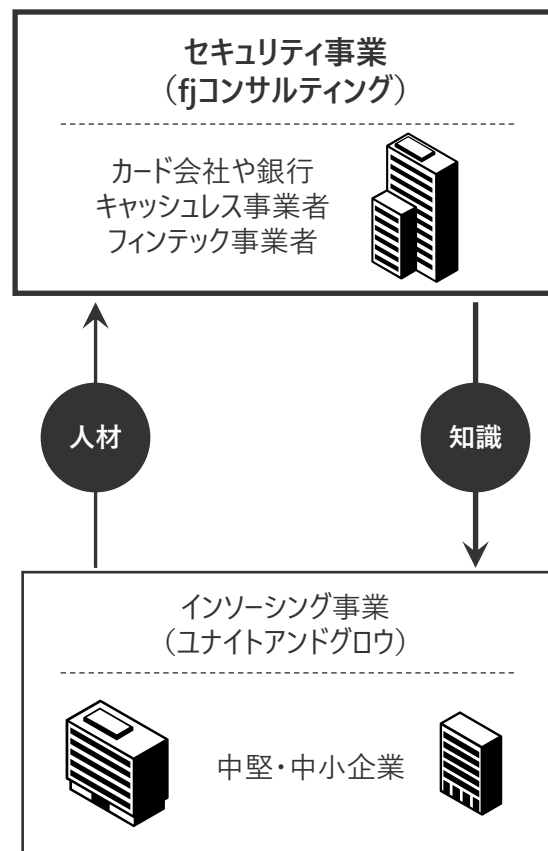 セキュリティ事業
（fjコンサルティング）
カード会社や銀行
キャッシュレス事業者
フィンテック事業者
人材
知識
インソーシング事業
（ユナイトアンドグロウ）
中堅・中小企業